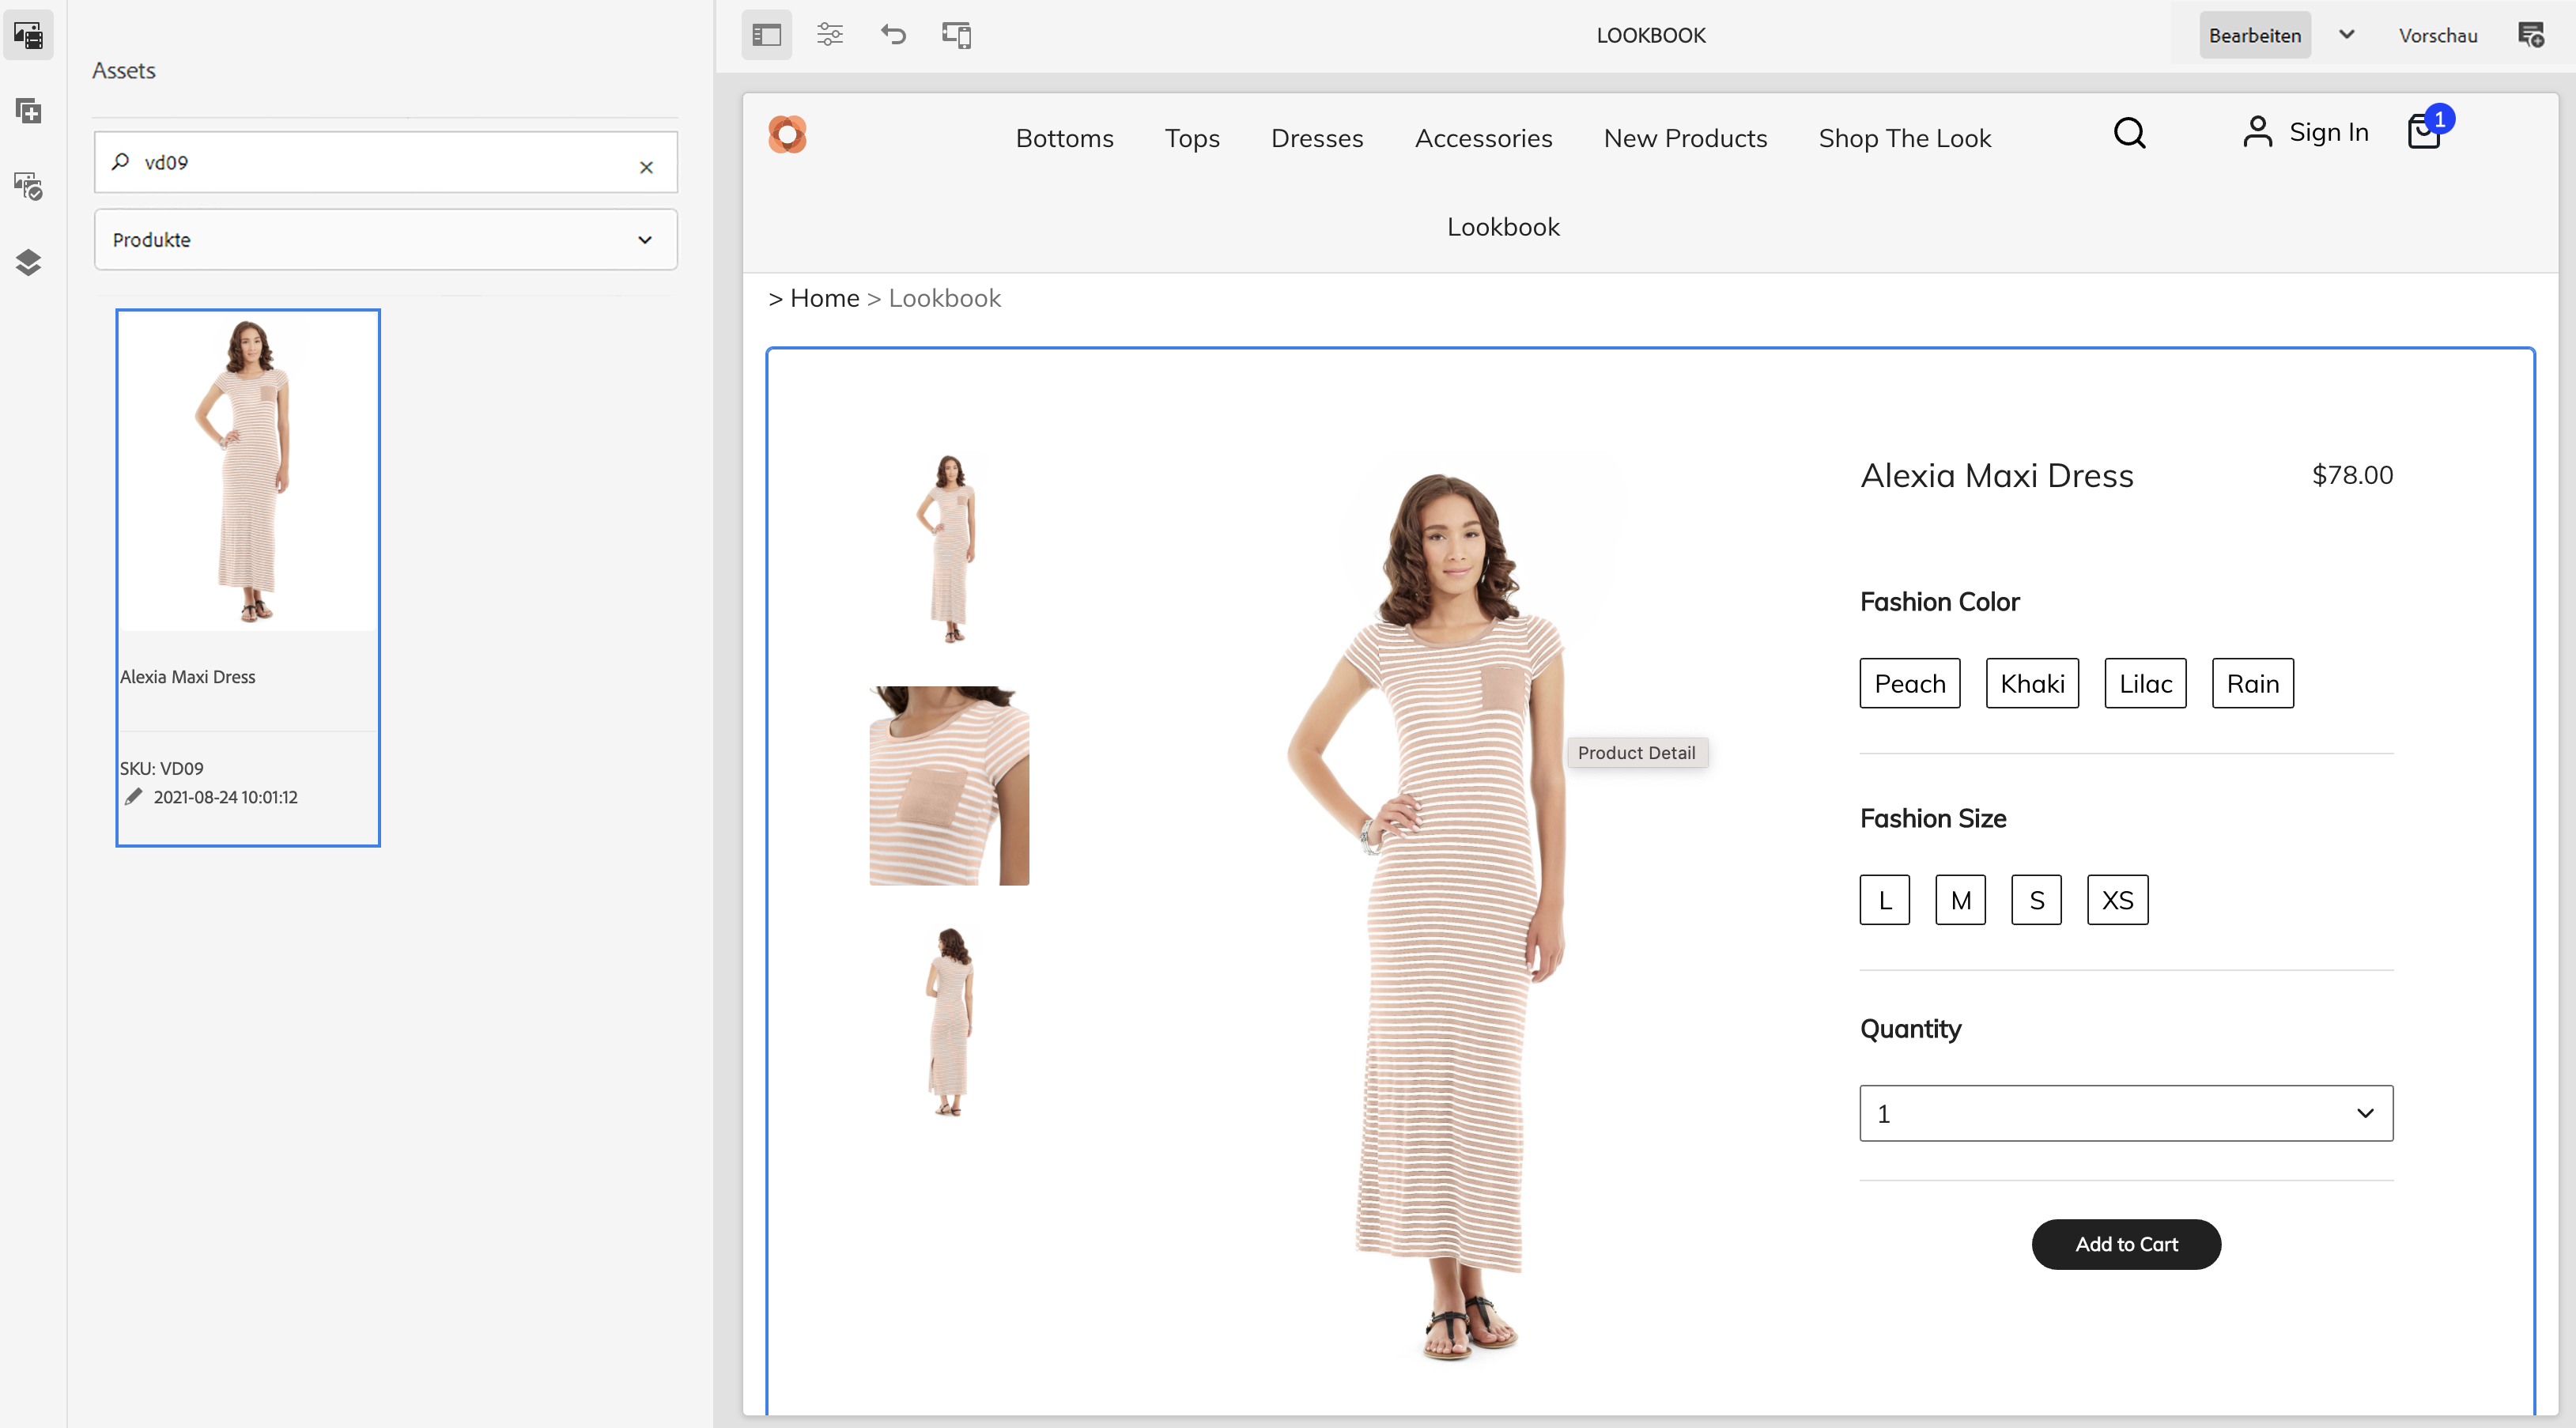 LOOKBOOK
Bearbeiten
Vorschau
Assets
vd09
Produkte
Alexia Maxi Dress
SKU: VD09
2021-08-24 10:01:12
Bottoms
Tops
Dresses
Accessories
New Products
Shop The Look
Sign In
1
Lookbook
> Home > Lookbook
Alexia Maxi Dress
$78.00
Fashion Color
Peach
Khaki
Lilac
Rain
Product Detail
Fashion Size
L
M
S
XS
Quantity
1
Add to Cart